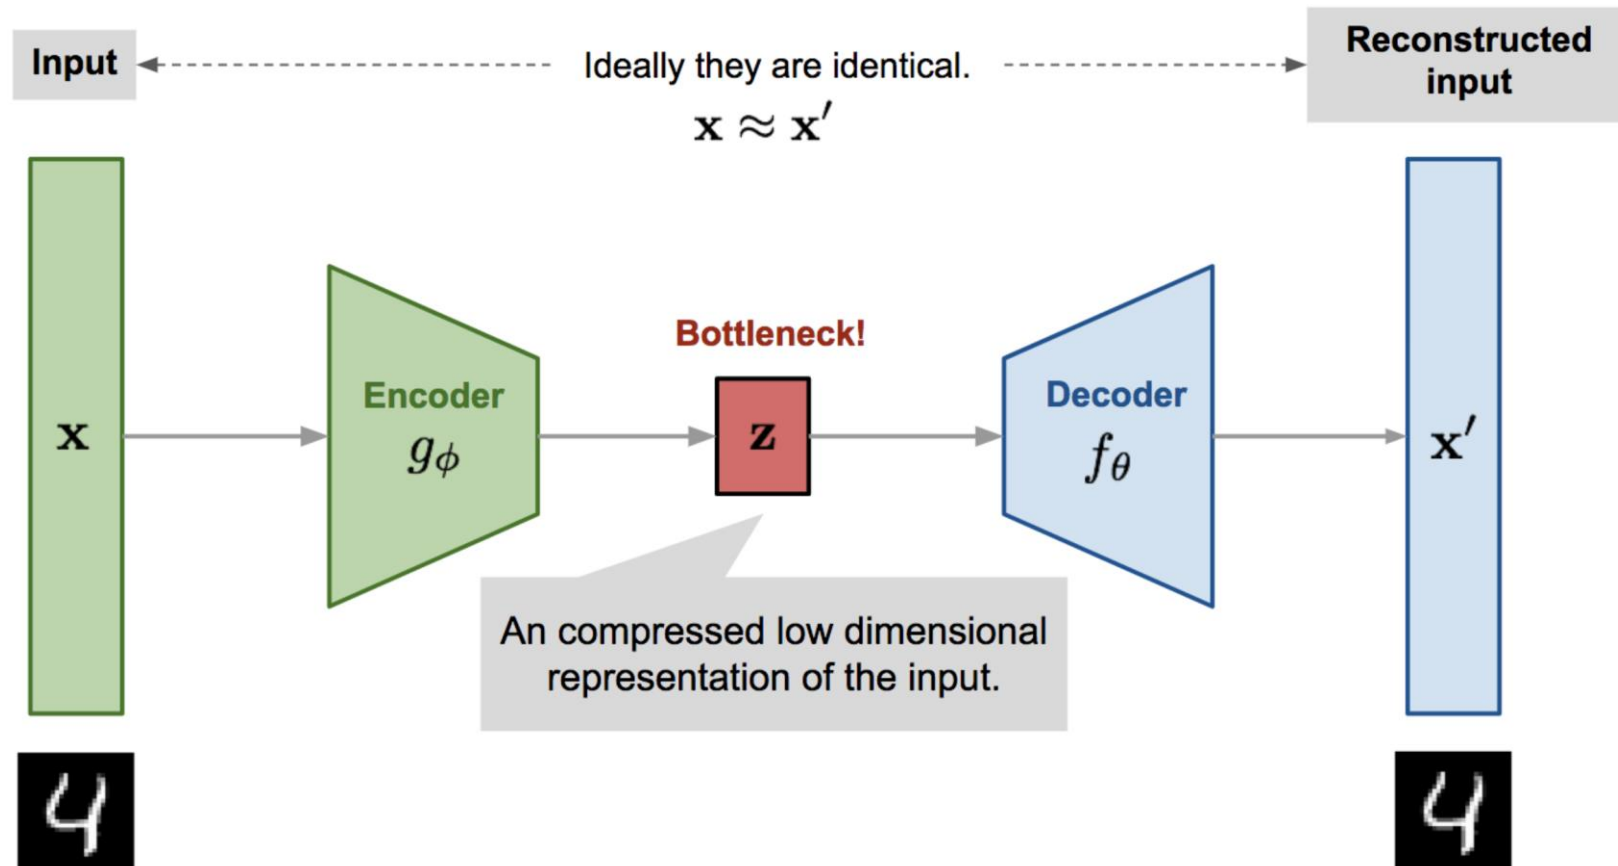 Input
Ideally they are identical.
x ≈ x′
Reconstructed
input
Bottleneck!
x
Encoder
gϕ
z
Decoder
fθ
x′
An compressed low dimensional
representation of the input.
4
4